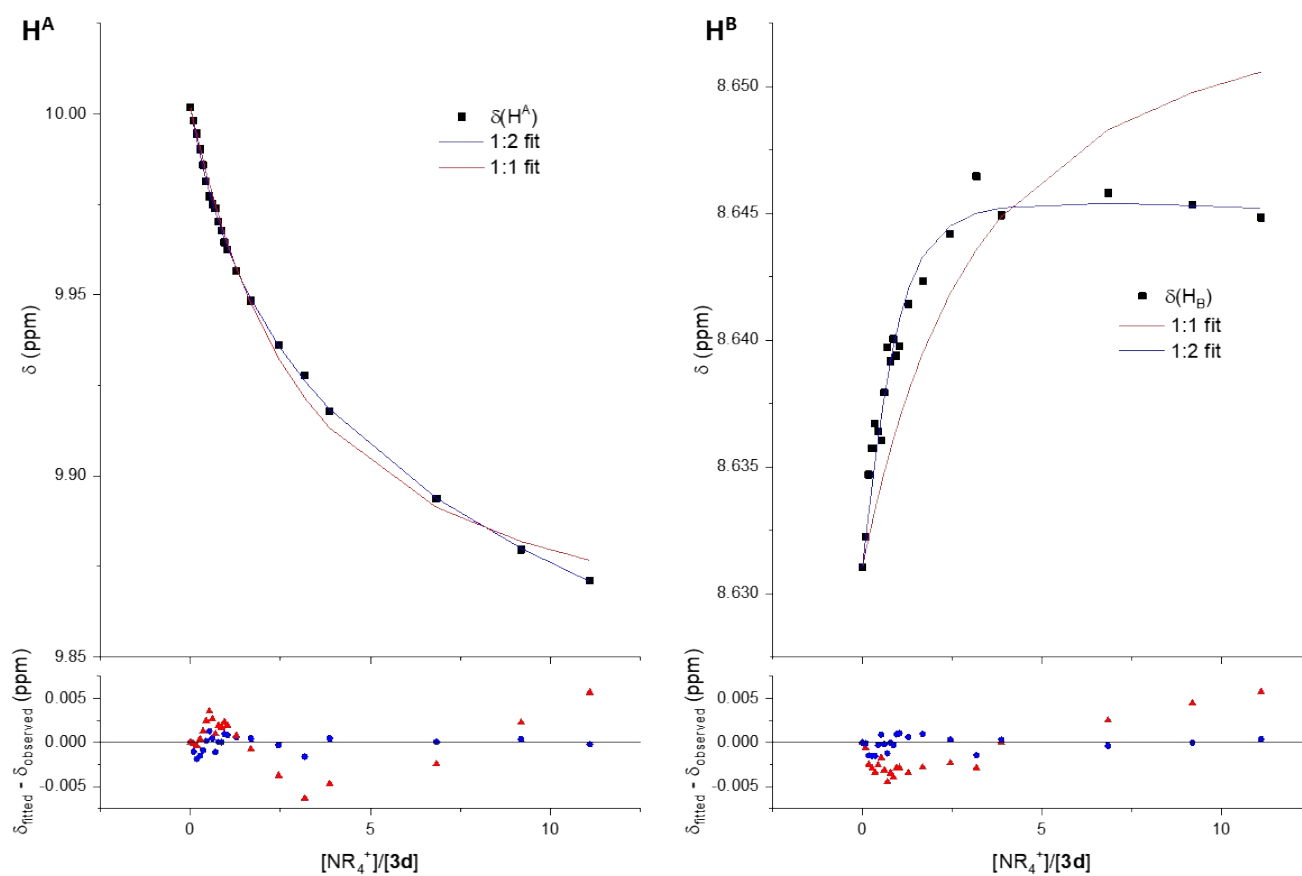 H^A
10.00
9.95
9.90
9.85
δ (ppm)
δ(H^A)
1:2 fit
1:1 fit
0.005
0.000
-0.005
δ_fitted - δ_observed (ppm)
0
5
10
[NR₄⁺]/[3d]
H^B
8.650
8.645
8.640
8.635
8.630
δ (ppm)
δ(H_B)
1:1 fit
1:2 fit
0.005
0.000
-0.005
δ_fitted - δ_observed (ppm)
0
5
10
[NR₄⁺]/[3d]